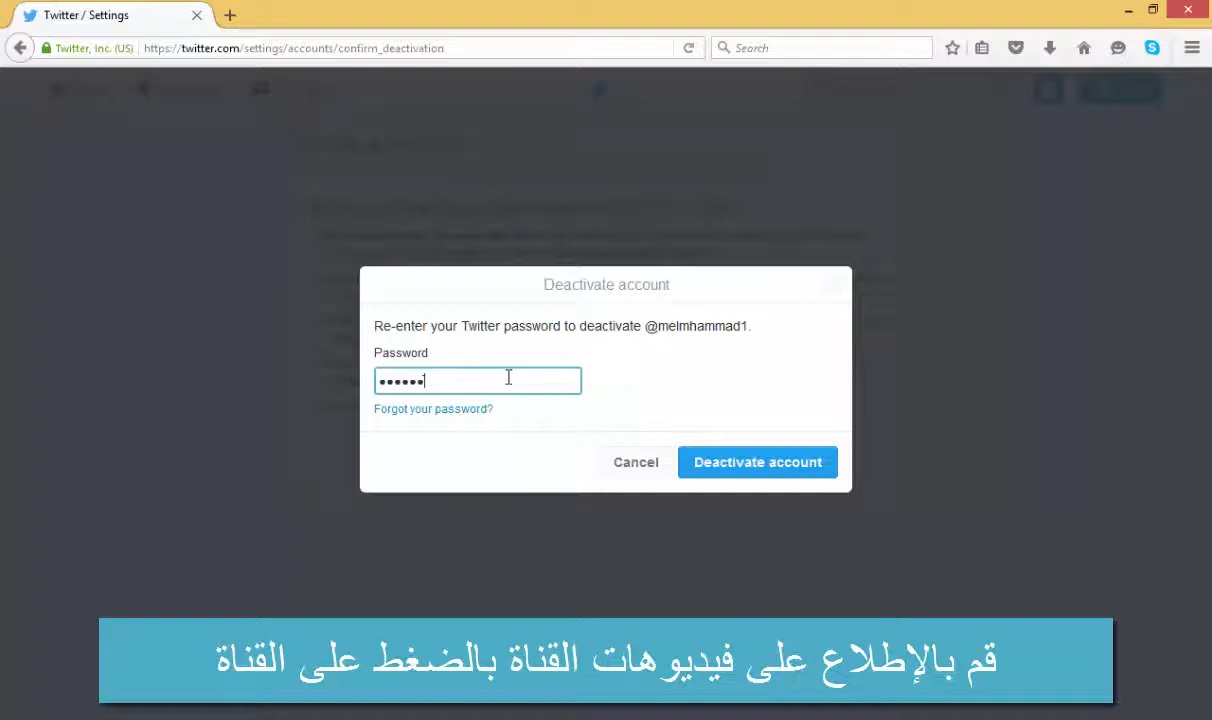 Twitter / Settings
Twitter, Inc. (US) https://twitter.com/settings/accounts/confirm_deactivation
Search
Deactivate account
Re-enter your Twitter password to deactivate @melmhammad1.
Password
••••••
Forgot your password?
Cancel Deactivate account
قم بالإطلاع على فيديوهات القناة بالضغط على القناة